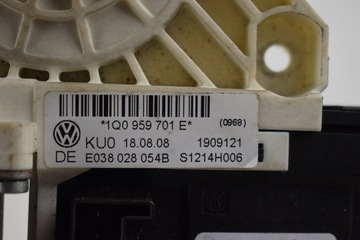 *1Q0 959 701 E* (0968)
KU0 18.08.08 1909121
DE E038 028 054B S1214H006